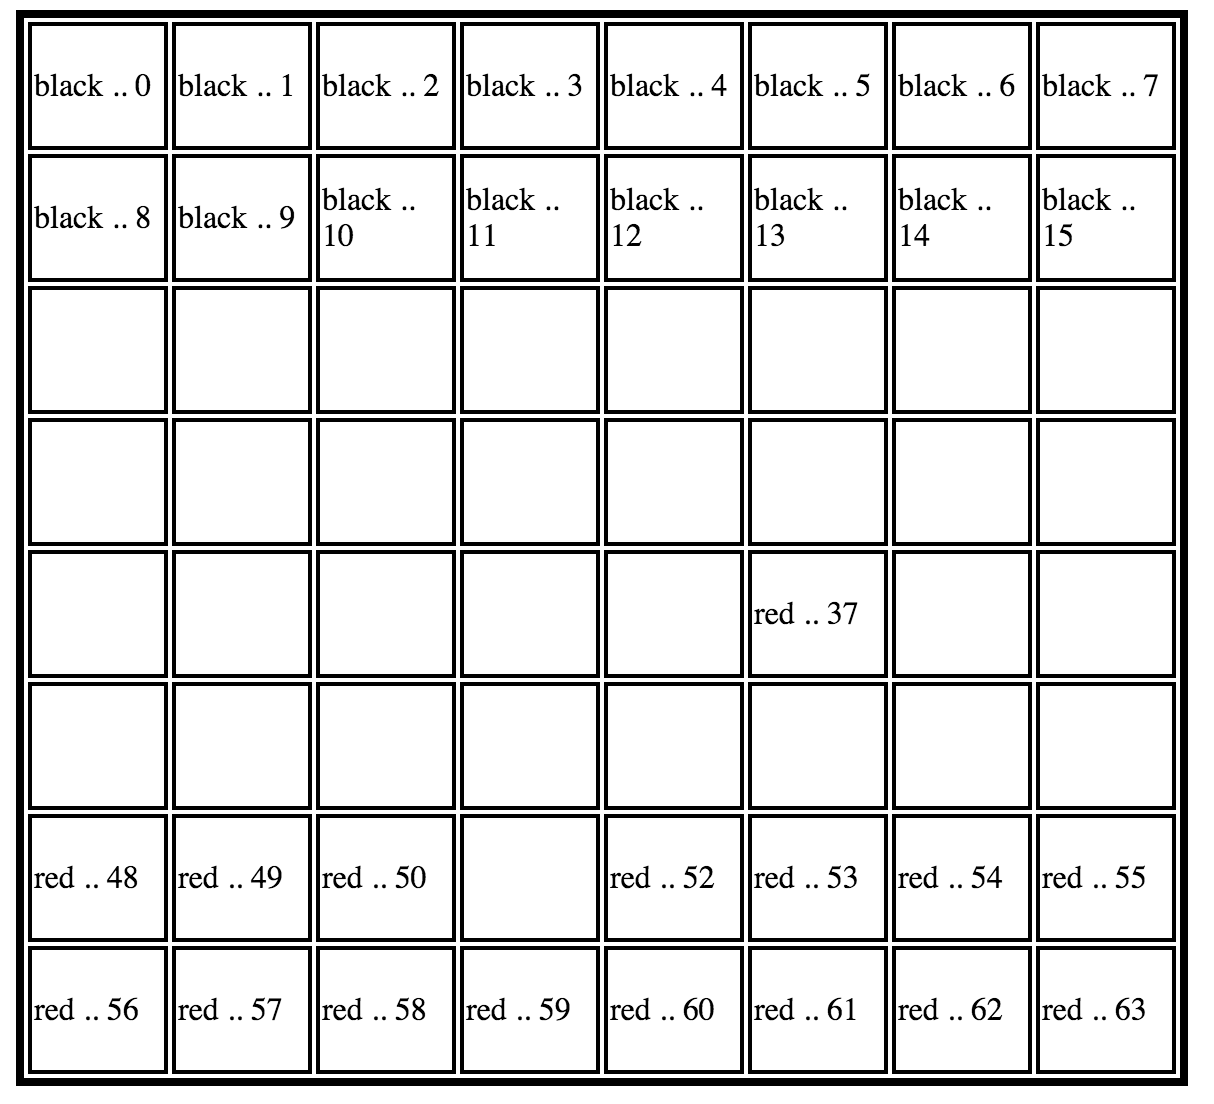 black .. 0
black .. 1
black .. 2
black .. 3
black .. 4
black .. 5
black .. 6
black .. 7
black .. 8
black .. 9
black ..
10
black ..
11
black ..
12
black ..
13
black ..
14
black ..
15
red .. 37
red .. 48
red .. 49
red .. 50
red .. 52
red .. 53
red .. 54
red .. 55
red .. 56
red .. 57
red .. 58
red .. 59
red .. 60
red .. 61
red .. 62
red .. 63